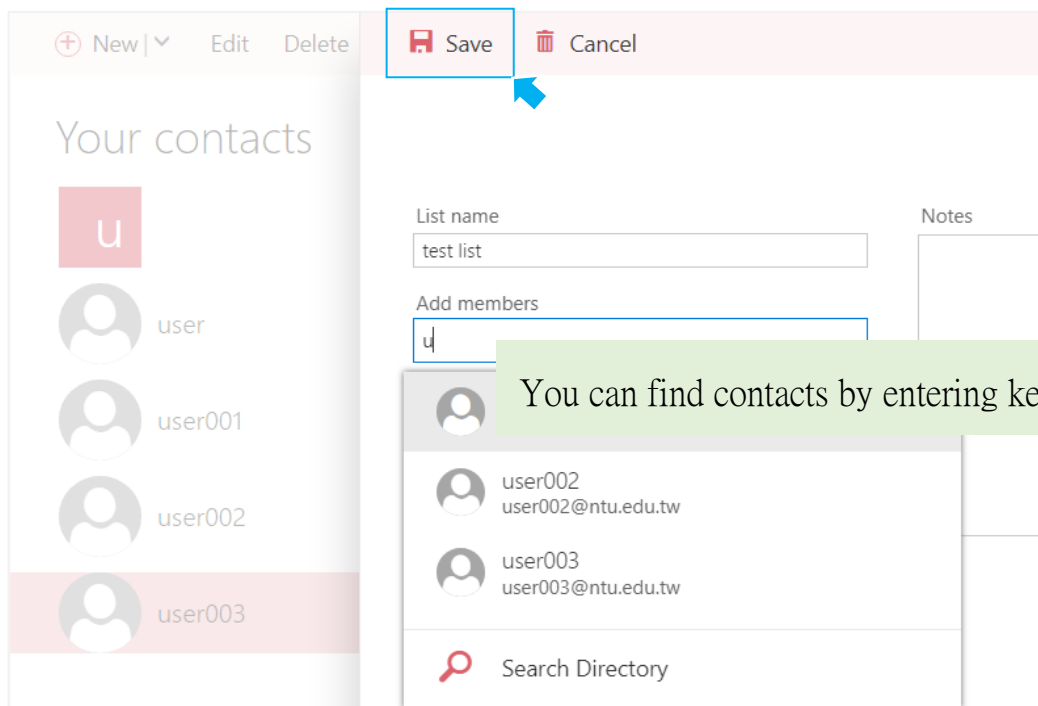 New | Edit Delete
Save Cancel
Your contacts
u
user
user001
user002
user003
List name
test list
Notes
Add members
u
You can find contacts by entering
user002
user002@ntu.edu.tw
user003
user003@ntu.edu.tw
Search Directory